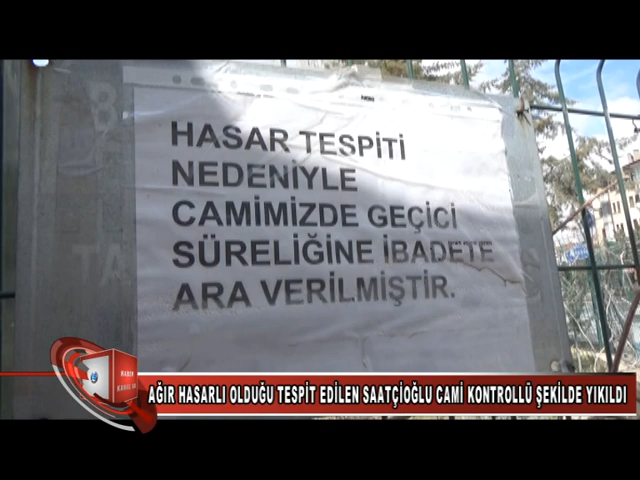 HASAR TESPİTİ
NEDENİYLE
CAMİMİZDE GEÇİCİ
SÜRELİĞİNE İBADETE
ARA VERİLMİŞTİR.
AĞIR HASARLI OLDUĞU TESPİT EDİLEN SAATÇİOĞLU CAMİ KONTROLLÜ ŞEKİLDE YIKILDI